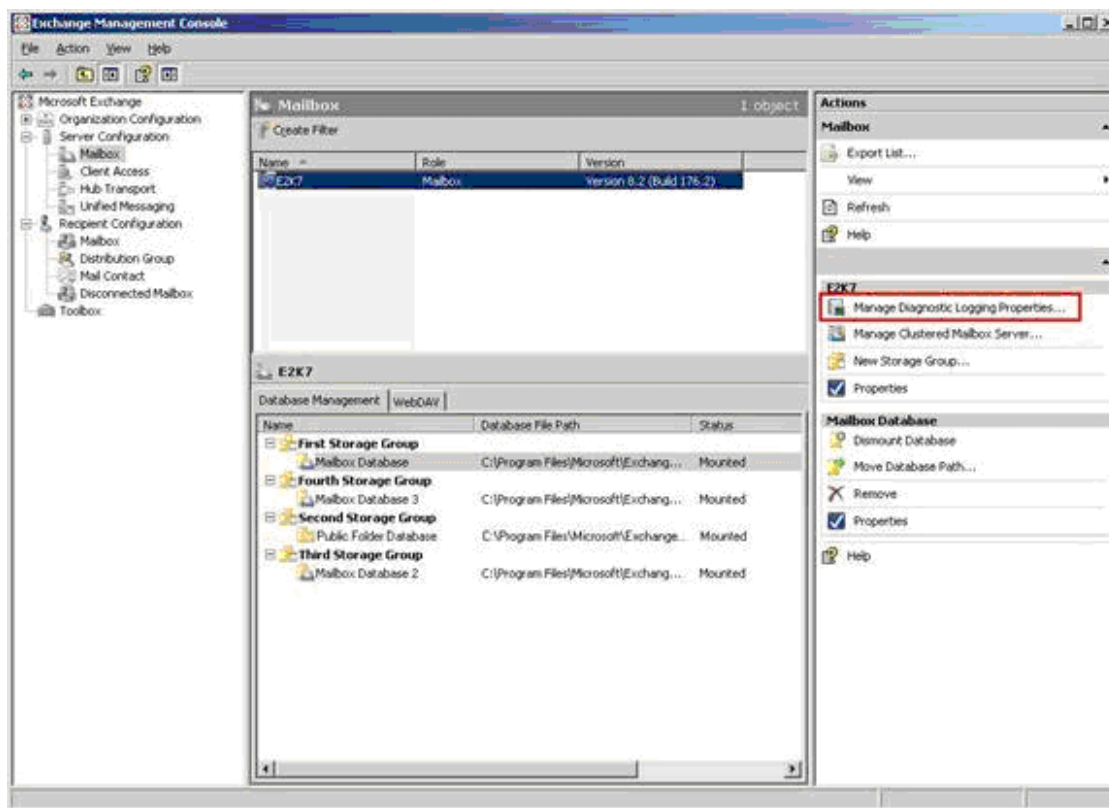 Exchange Management Console
File Action View Help
Microsoft Exchange
Organization Configuration
Server Configuration
Mailbox
Client Access
Hub Transport
Unified Messaging
Recipient Configuration
Mailbox
Distribution Group
Mail Contact
Disconnected Mailbox
Toolbox
Mailbox 1 object
Create Filter
Name Role Version
E2K7 Mailbox Version 8.2 (Build 176.2)
E2K7
Database Management WebDAV
Name Database File Path Status
First Storage Group
Mailbox Database C:\Program Files\Microsoft\Exchang... Mounted
Fourth Storage Group
Mailbox Database 3 C:\Program Files\Microsoft\Exchang... Mounted
Second Storage Group
Public Folder Database C:\Program Files\Microsoft\Exchange... Mounted
Third Storage Group
Mailbox Database 2 C:\Program Files\Microsoft\Exchang... Mounted
Actions
Mailbox
Export List...
View
Refresh
Help
E2K7
Manage Diagnostic Logging Properties...
Manage Clustered Mailbox Server...
New Storage Group...
Properties
Mailbox Database
Dismount Database
Move Database Path...
Remove
Properties
Help